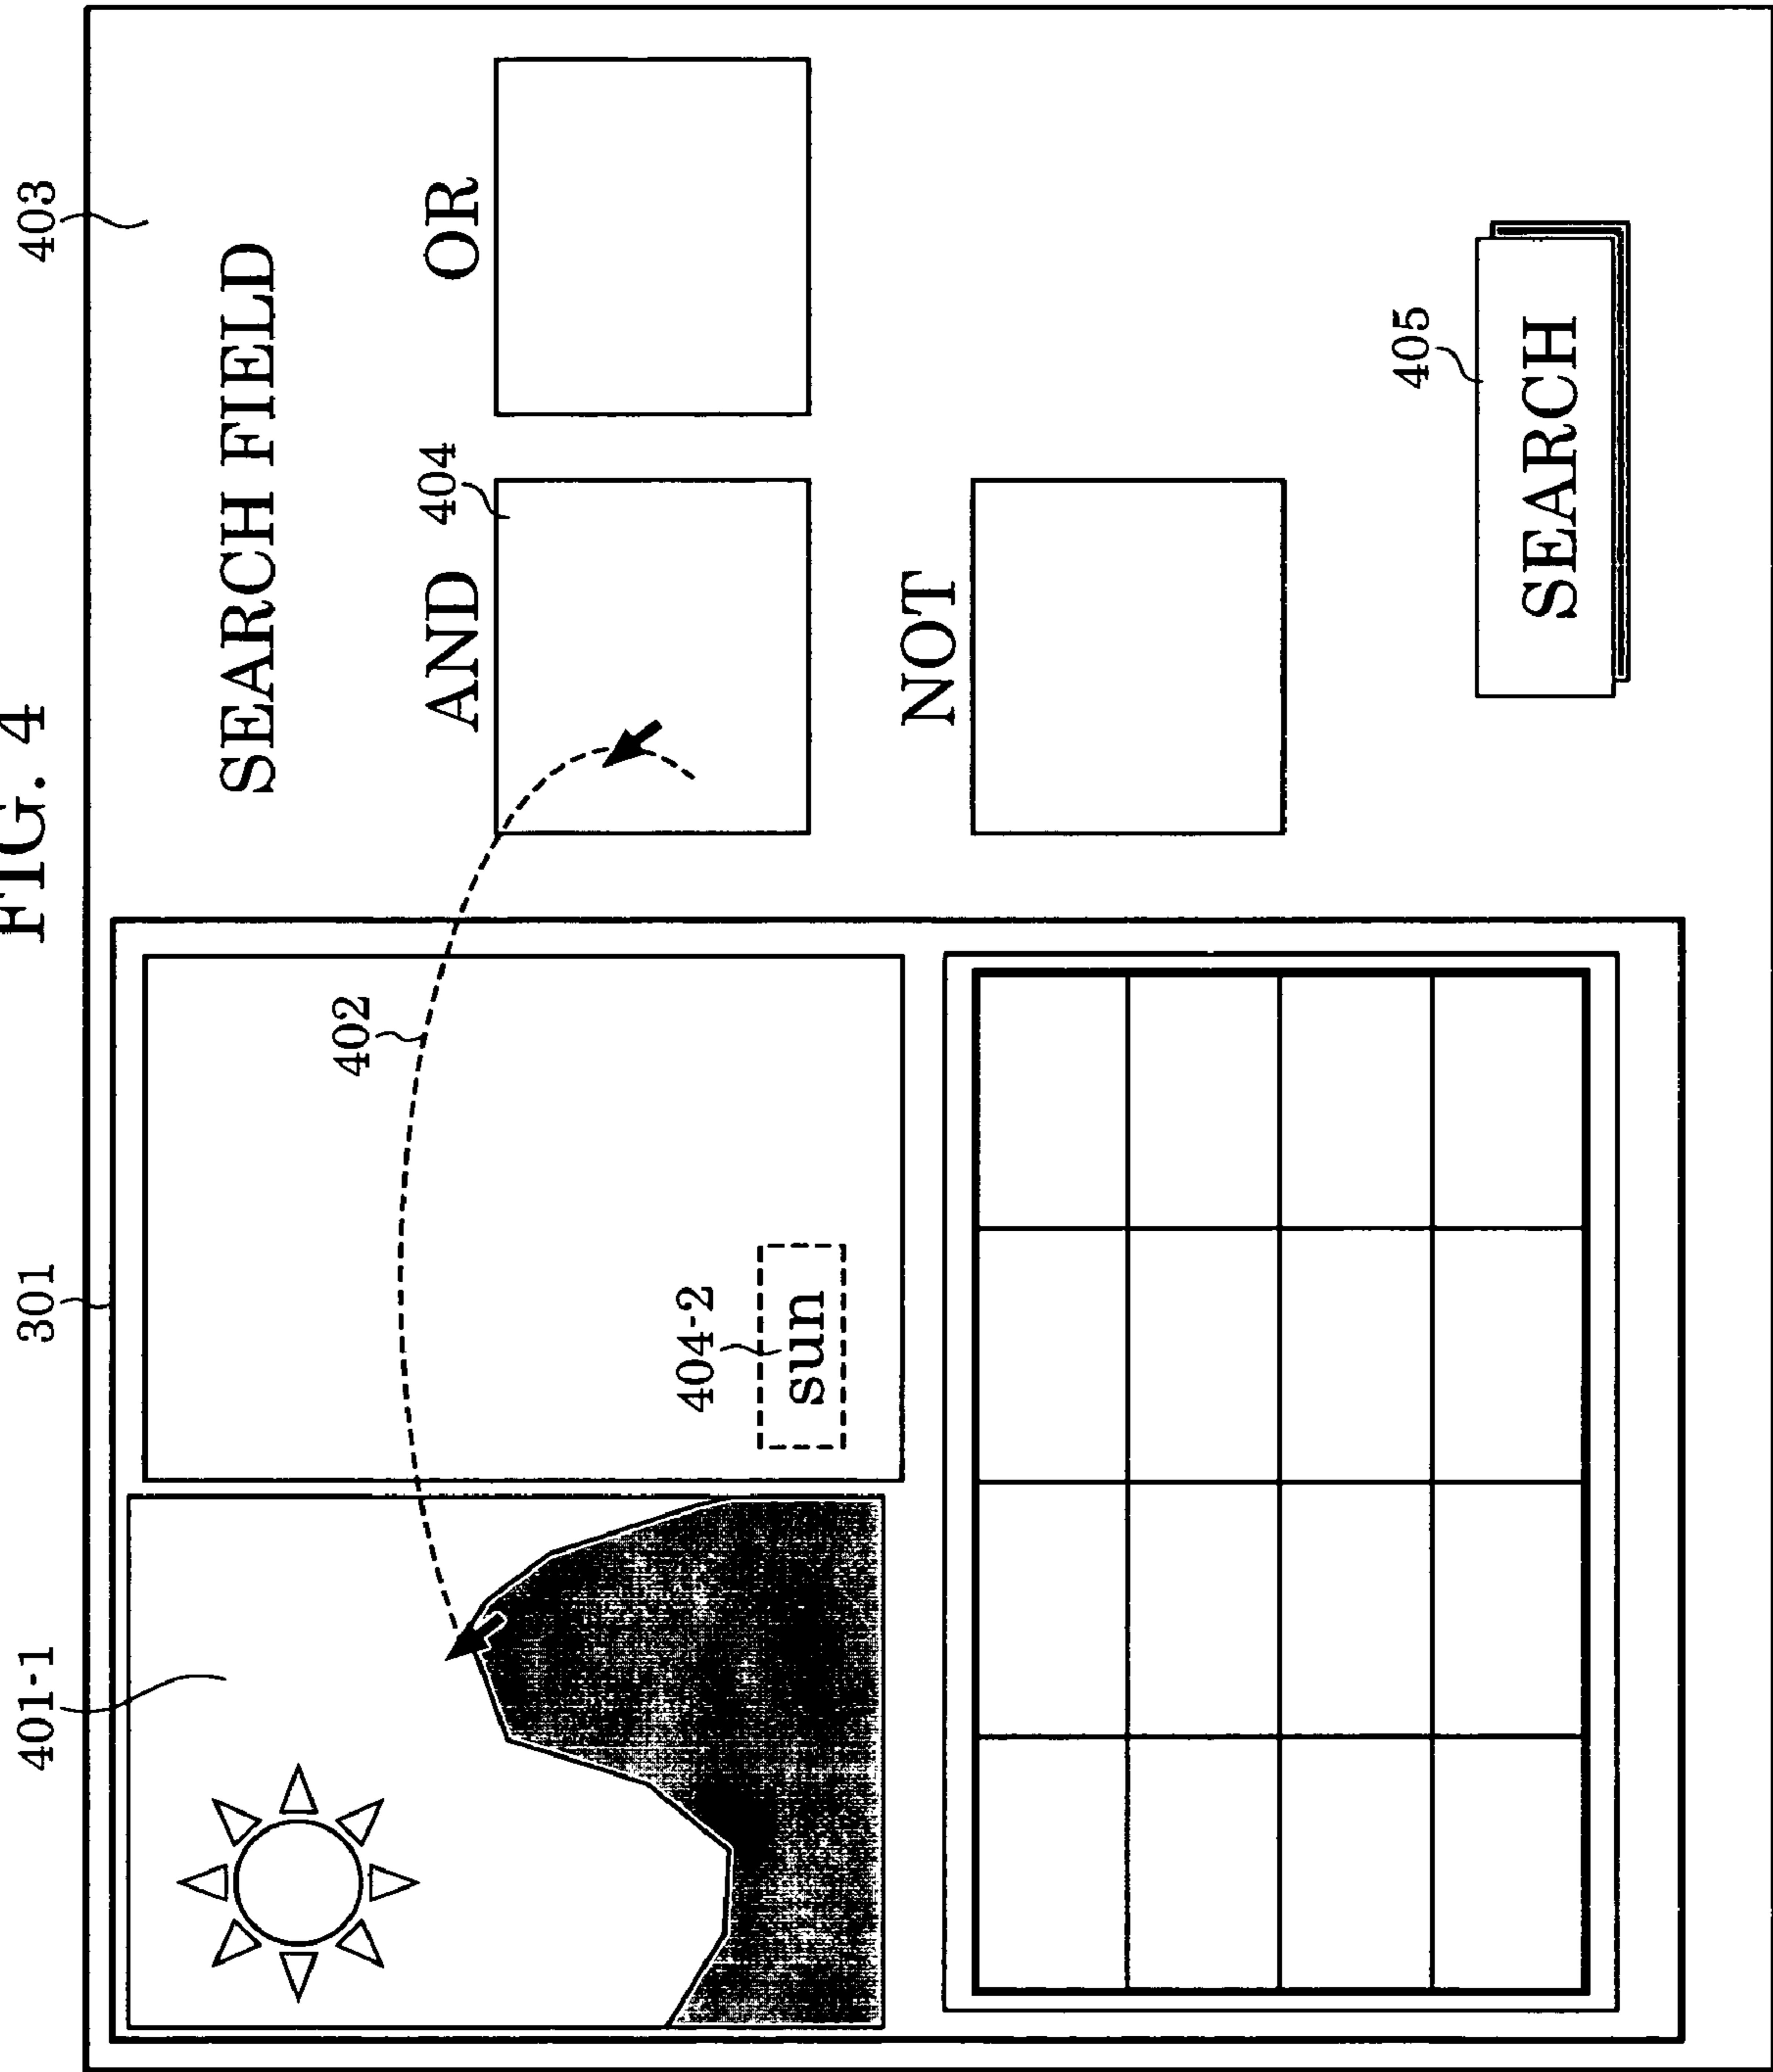 FIG. 4
401-1
301
403
SEARCH FIELD
402
AND
404
OR
404-2
sun
NOT
405
SEARCH